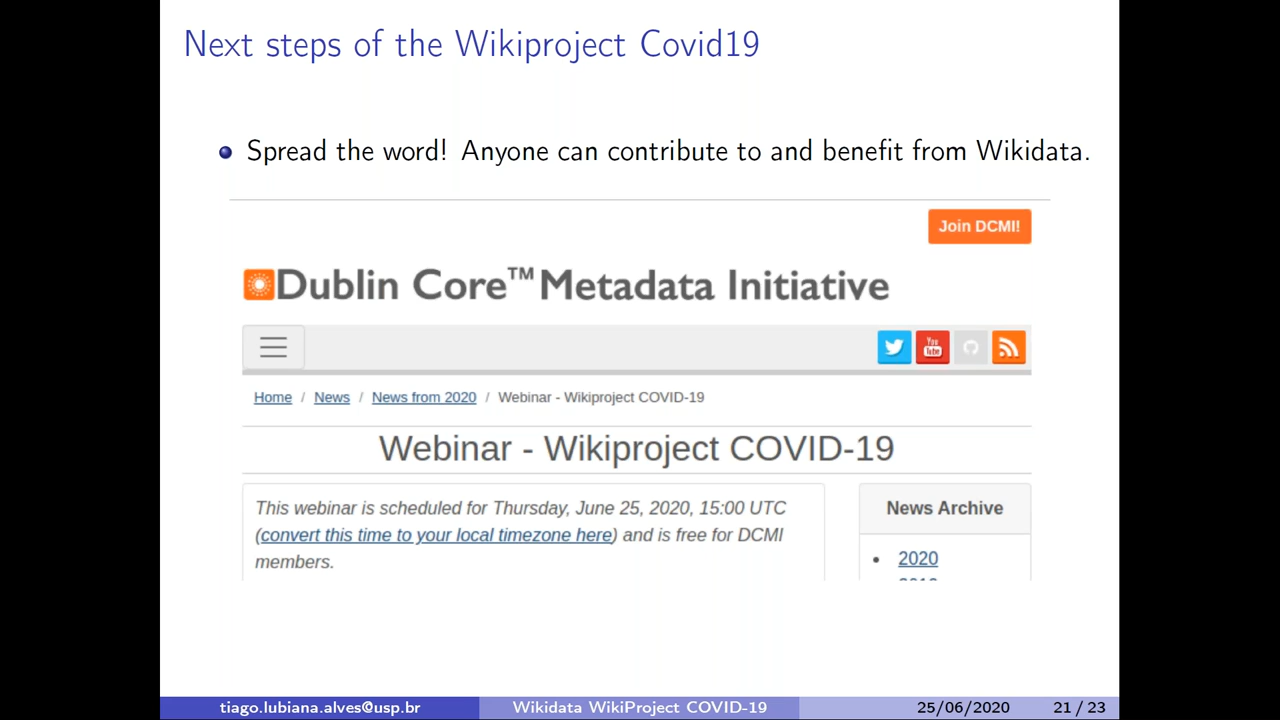 Next steps of the Wikiproject Covid19
Spread the word! Anyone can contribute to and benefit from Wikidata.
Join DCMI!
Dublin Core™ Metadata Initiative
You Tube
Home / News / News from 2020 / Webinar - Wikiproject COVID-19
Webinar - Wikiproject COVID-19
This webinar is scheduled for Thursday, June 25, 2020, 15:00 UTC
(convert this time to your local timezone here) and is free for DCMI
members.
News Archive
• 2020
tiago.lubiana.alves@usp.br Wikidata WikiProject COVID-19 25/06/2020 21 / 23